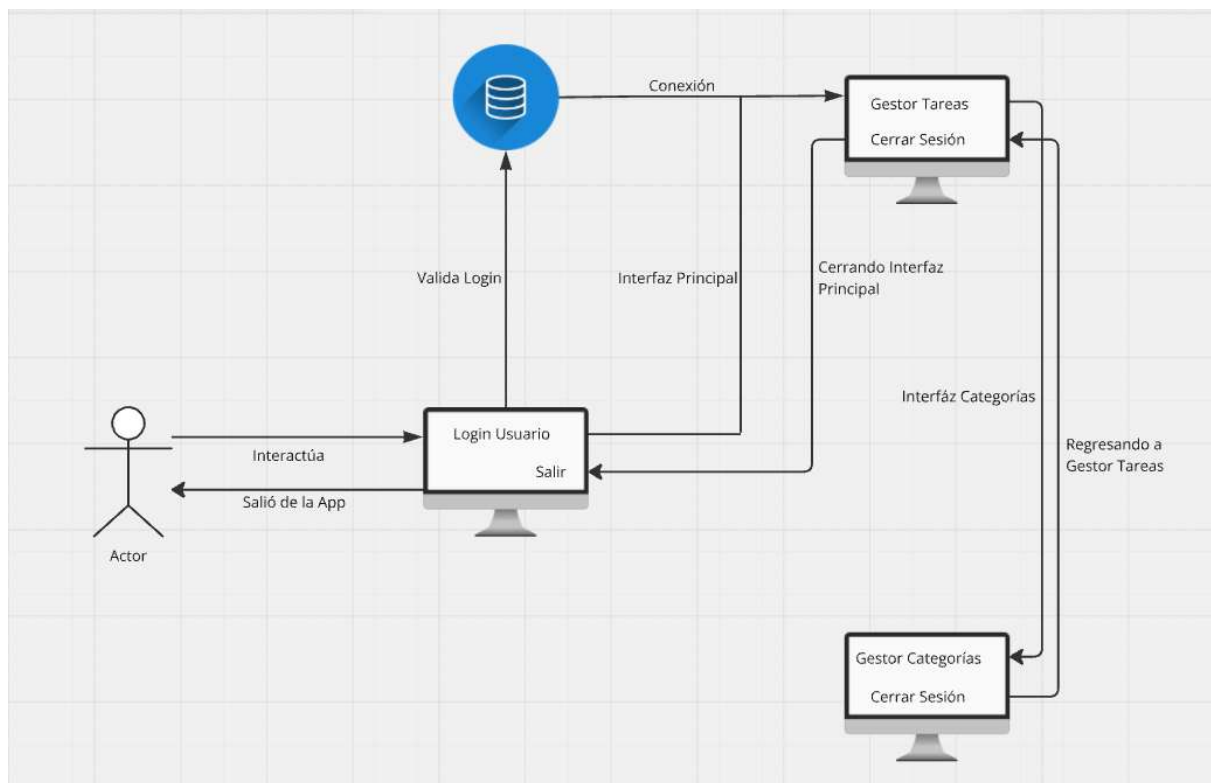 Conexión
Gestor Tareas
Cerrar Sesión
Valida Login
Interfaz Principal
Cerrando Interfaz
Principal
Interfáz Categorías
Regresando a
Gestor Tareas
Login Usuario
Salir
Interactúa
Salió de la App
Actor
Gestor Categorías
Cerrar Sesión